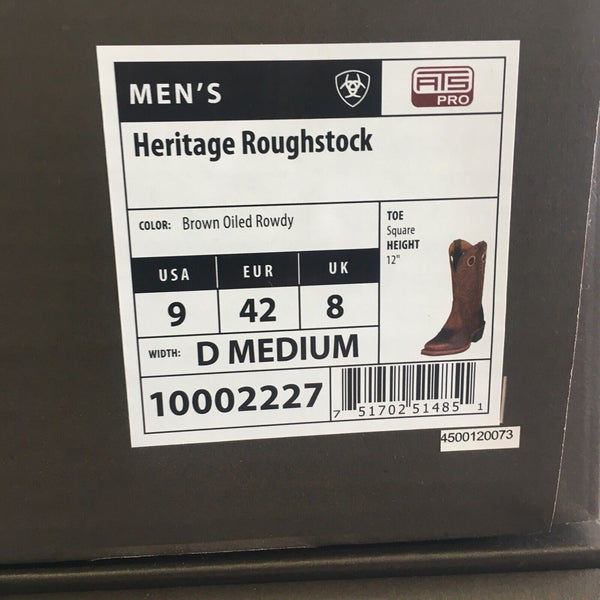 MEN'S
ATS
PRO
Heritage Roughstock
COLOR: Brown Oiled Rowdy
TOE
Square
HEIGHT
12"
USA EUR UK
9 42 8
WIDTH: D MEDIUM
10002227
7 51702 51485 1
4500120073